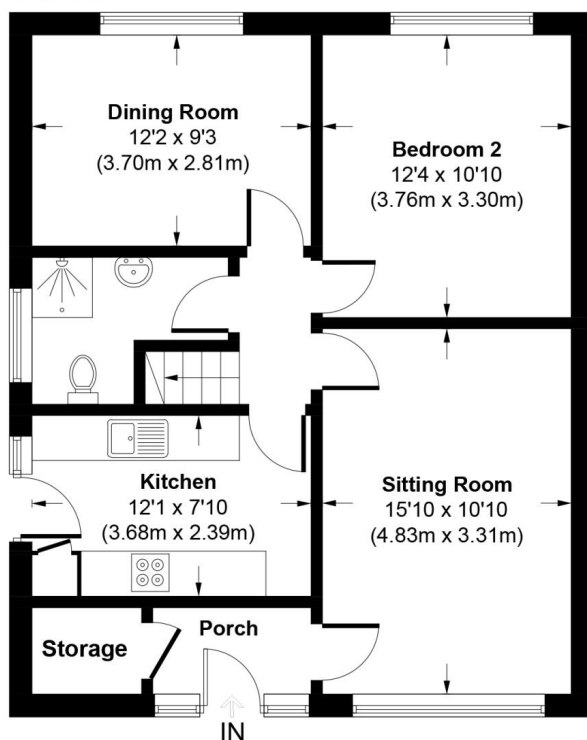 Dining Room
12'2 x 9'3
(3.70m x 2.81m)
Bedroom 2
12'4 x 10'10
(3.76m x 3.30m)
Kitchen
12'1 x 7'10
(3.68m x 2.39m)
Sitting Room
15'10 x 10'10
(4.83m x 3.31m)
Storage
Porch
IN